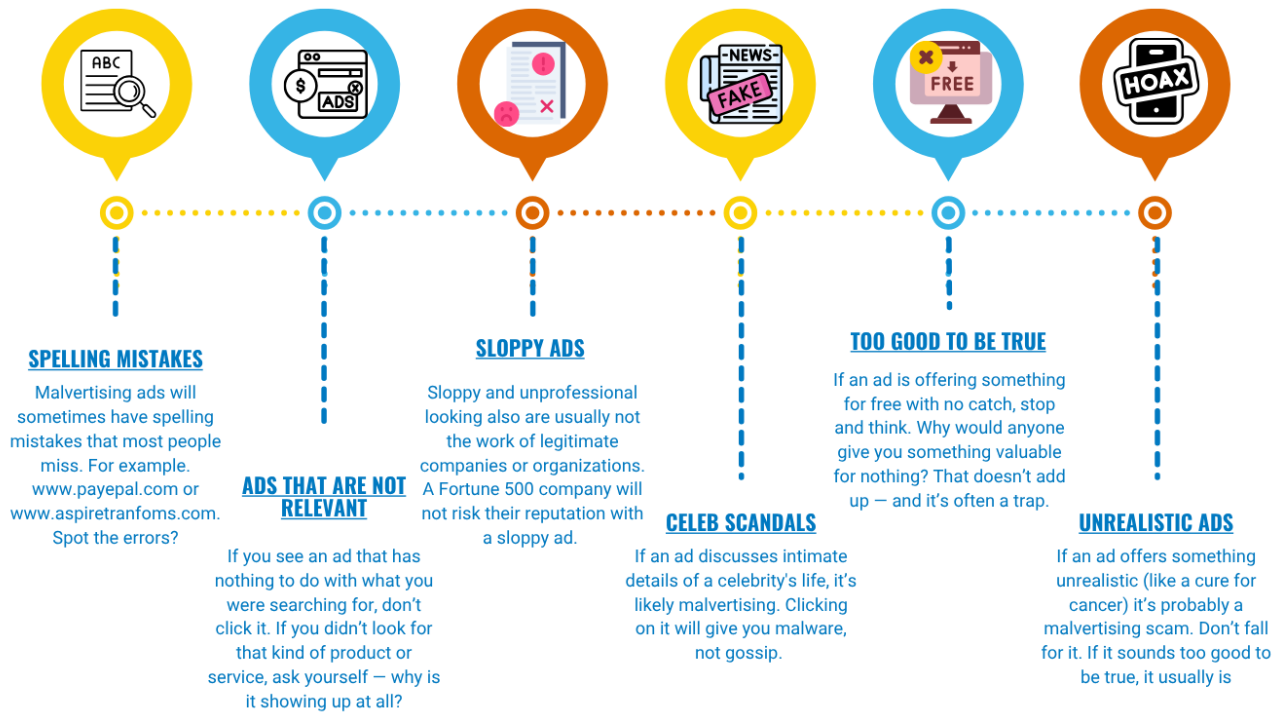 ABC
$
ADS
-NEWS-
FAKE
FREE
HOAX
SPELLING MISTAKES
Malvertising ads will
sometimes have spelling
mistakes that most people
miss. For example.
www.payepal.com or
www.aspiretranfoms.com.
Spot the errors?
ADS THAT ARE NOT
RELEVANT
If you see an ad that has
nothing to do with what you
were searching for, don’t
click it. If you didn’t look for
that kind of product or
service, ask yourself — why is
it showing up at all?
SLOPPY ADS
Sloppy and unprofessional
looking also are usually not
the work of legitimate
companies or organizations.
A Fortune 500 company will
not risk their reputation with
a sloppy ad.
CELEB SCANDALS
If an ad discusses intimate
details of a celebrity's life, it’s
likely malvertising. Clicking
on it will give you malware,
not gossip.
TOO GOOD TO BE TRUE
If an ad is offering something
for free with no catch, stop
and think. Why would anyone
give you something valuable
for nothing? That doesn’t add
up — and it’s often a trap.
UNREALISTIC ADS
If an ad offers something
unrealistic (like a cure for
cancer) it’s probably a
malvertising scam. Don’t fall
for it. If it sounds too good to
be true, it usually is